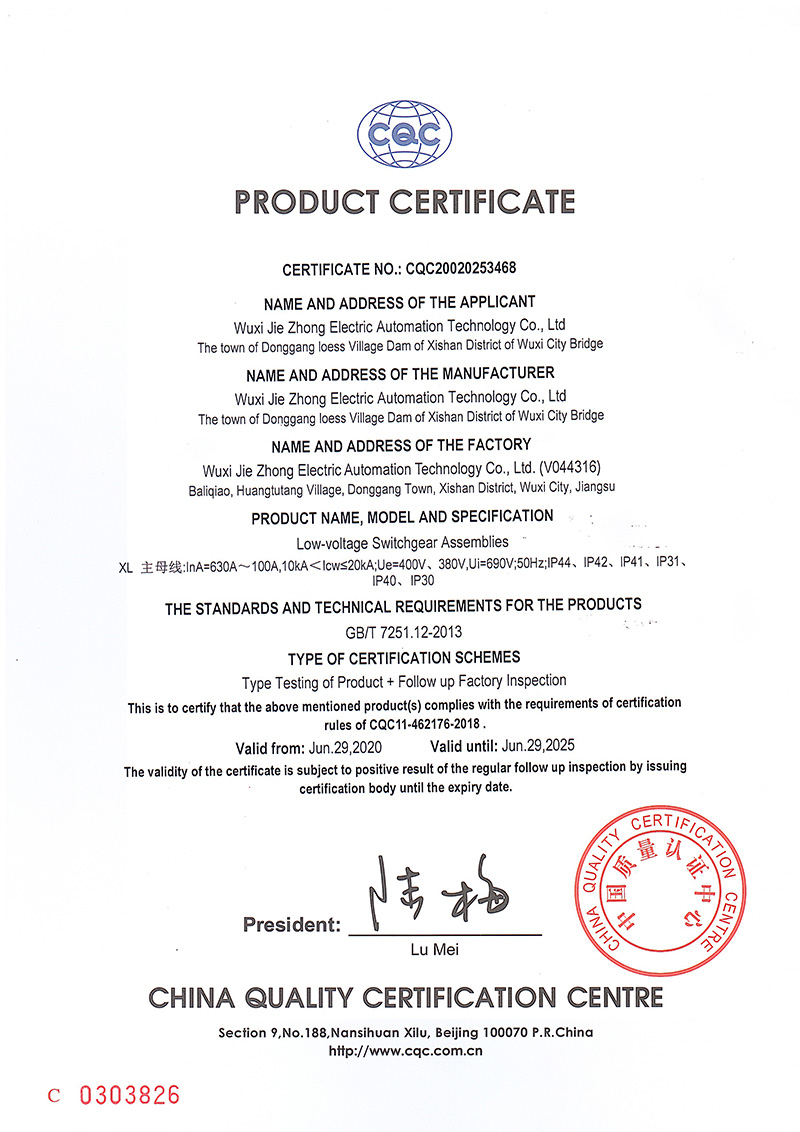 CQC
PRODUCT CERTIFICATE
CERTIFICATE NO.: CQC20020253468
NAME AND ADDRESS OF THE APPLICANT
Wuxi Jie Zhong Electric Automation Technology Co., Ltd
The town of Donggang loess Village Dam of Xishan District of Wuxi City Bridge
NAME AND ADDRESS OF THE MANUFACTURER
Wuxi Jie Zhong Electric Automation Technology Co., Ltd
The town of Donggang loess Village Dam of Xishan District of Wuxi City Bridge
NAME AND ADDRESS OF THE FACTORY
Wuxi Jie Zhong Electric Automation Technology Co., Ltd. (V044316)
Baliqiao, Huangtutang Village, Donggang Town, Xishan District, Wuxi City, Jiangsu
PRODUCT NAME, MODEL AND SPECIFICATION
Low-voltage Switchgear Assemblies
XL 主母线:InA=630A～100A,10kA＜Icw≤20kA;Ue=400V、380V,Ui=690V;50Hz;IP44、IP42、IP41、IP31、
IP40、IP30
THE STANDARDS AND TECHNICAL REQUIREMENTS FOR THE PRODUCTS
GB/T 7251.12-2013
TYPE OF CERTIFICATION SCHEMES
Type Testing of Product + Follow up Factory Inspection
This is to certify that the above mentioned product(s) complies with the requirements of certification
rules of CQC11-462176-2018 .
Valid from: Jun.29,2020 Valid until: Jun.29,2025
The validity of the certificate is subject to positive result of the regular follow up inspection by issuing
certification body until the expiry date.
President: 陆梅
Lu Mei
CHINA QUALITY CERTIFICATION CENTRE
中国质量认证中心
CHINA QUALITY CERTIFICATION CENTRE
Section 9,No.188,Nansihuan Xilu, Beijing 100070 P.R.China
http://www.cqc.com.cn
C 0303826